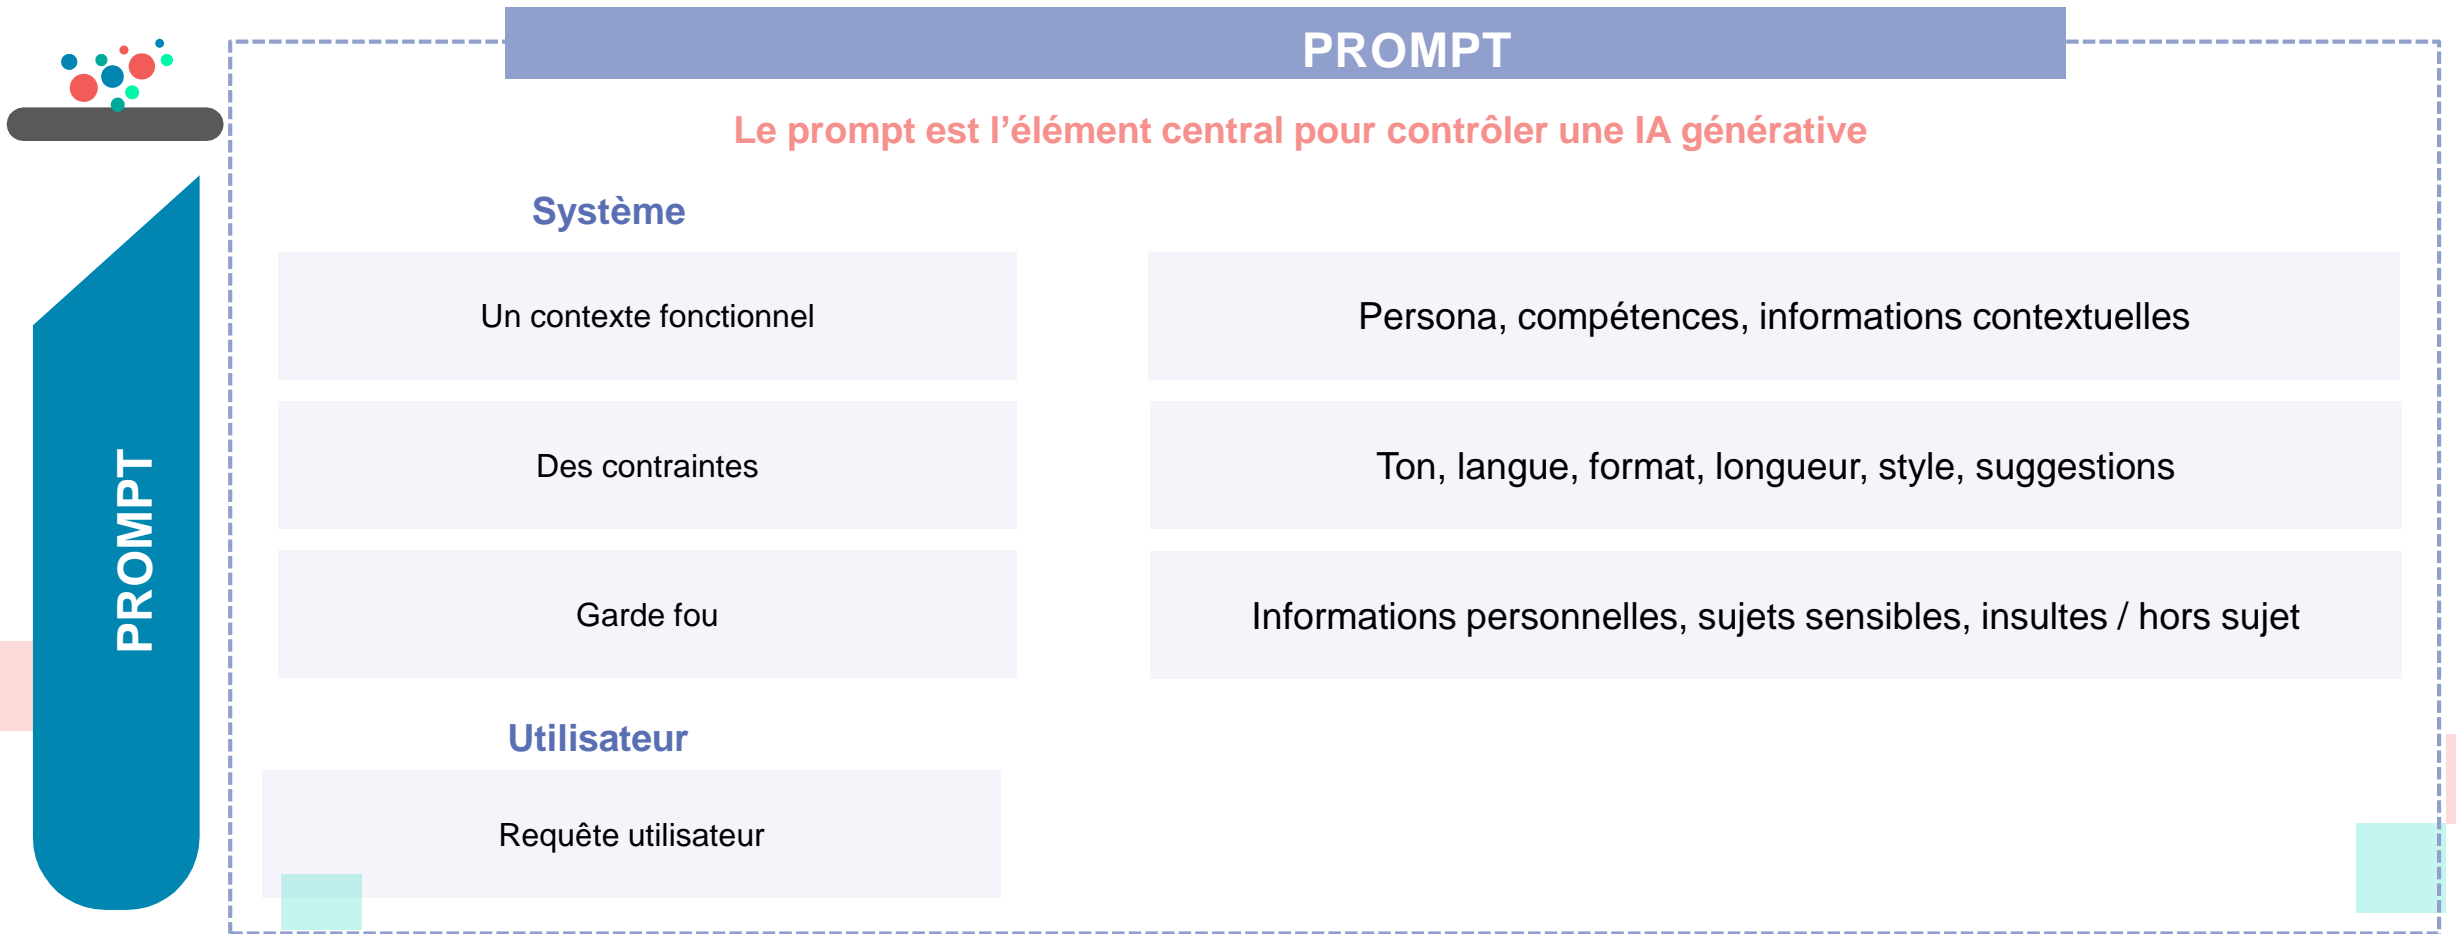 PROMPT
Le prompt est l’élément central pour contrôler une IA générative
Système
Un contexte fonctionnel
Persona, compétences, informations contextuelles
Des contraintes
Ton, langue, format, longueur, style, suggestions
Garde fou
Informations personnelles, sujets sensibles, insultes / hors sujet
Utilisateur
Requête utilisateur
PROMPT